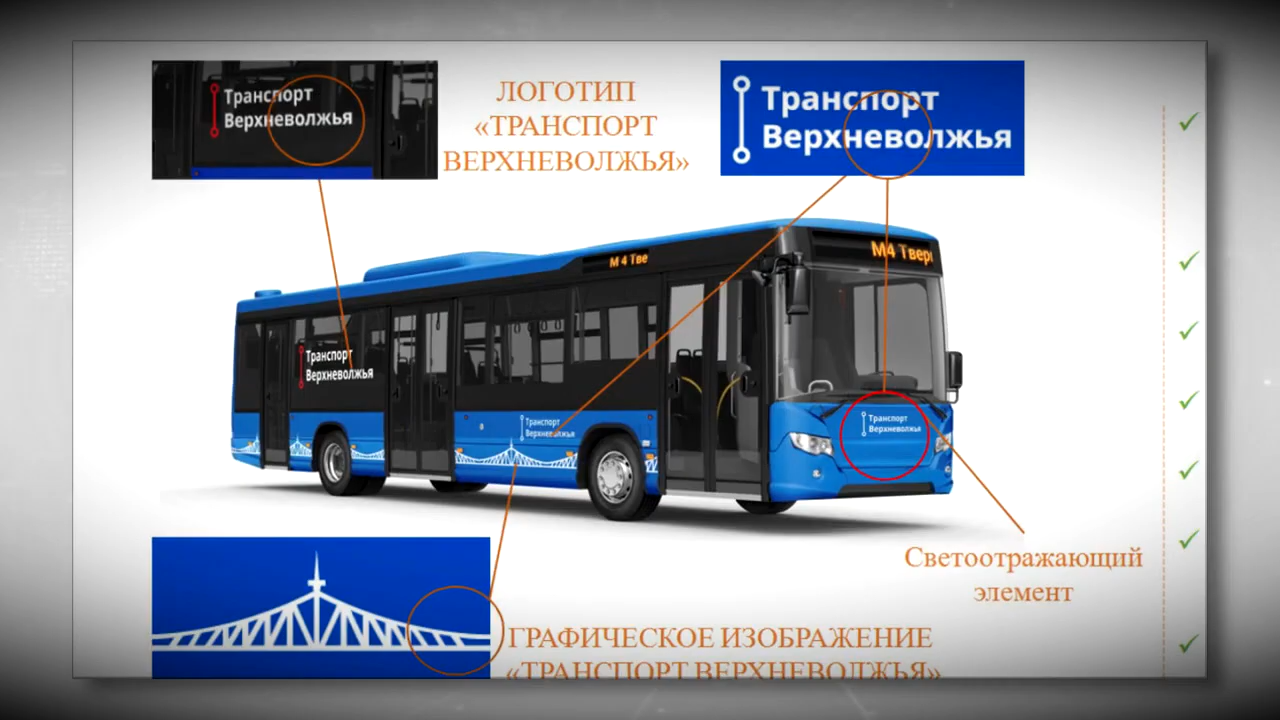 Транспорт
Верхневолжья
ЛОГОТИП
«ТРАНСПОРТ
ВЕРХНЕВОЛЖЬЯ»
Транспорт
Верхневолжья
М 4 Тве
М4 Твер
Транспорт
Верхневолжья
Транспорт
Верхневолжья
Транспорт
Верхневолжья
Светоотражающий
элемент
ГРАФИЧЕСКОЕ ИЗОБРАЖЕНИЕ
«ТРАНСПОРТ ВЕРХНЕВОЛЖЬЯ»